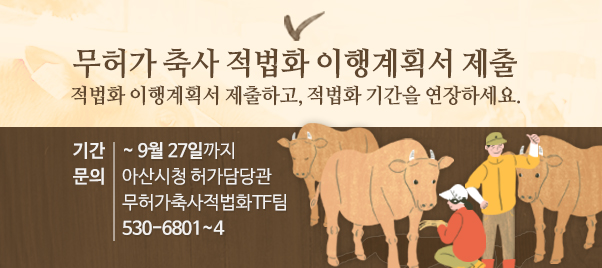 무허가 축사 적법화 이행계획서 제출
적법화 이행계획서 제출하고, 적법화 기간을 연장하세요.
기간 ~ 9월 27일까지
문의 아산시청 허가담당관
무허가축사적법화TF팀
530-6801~4